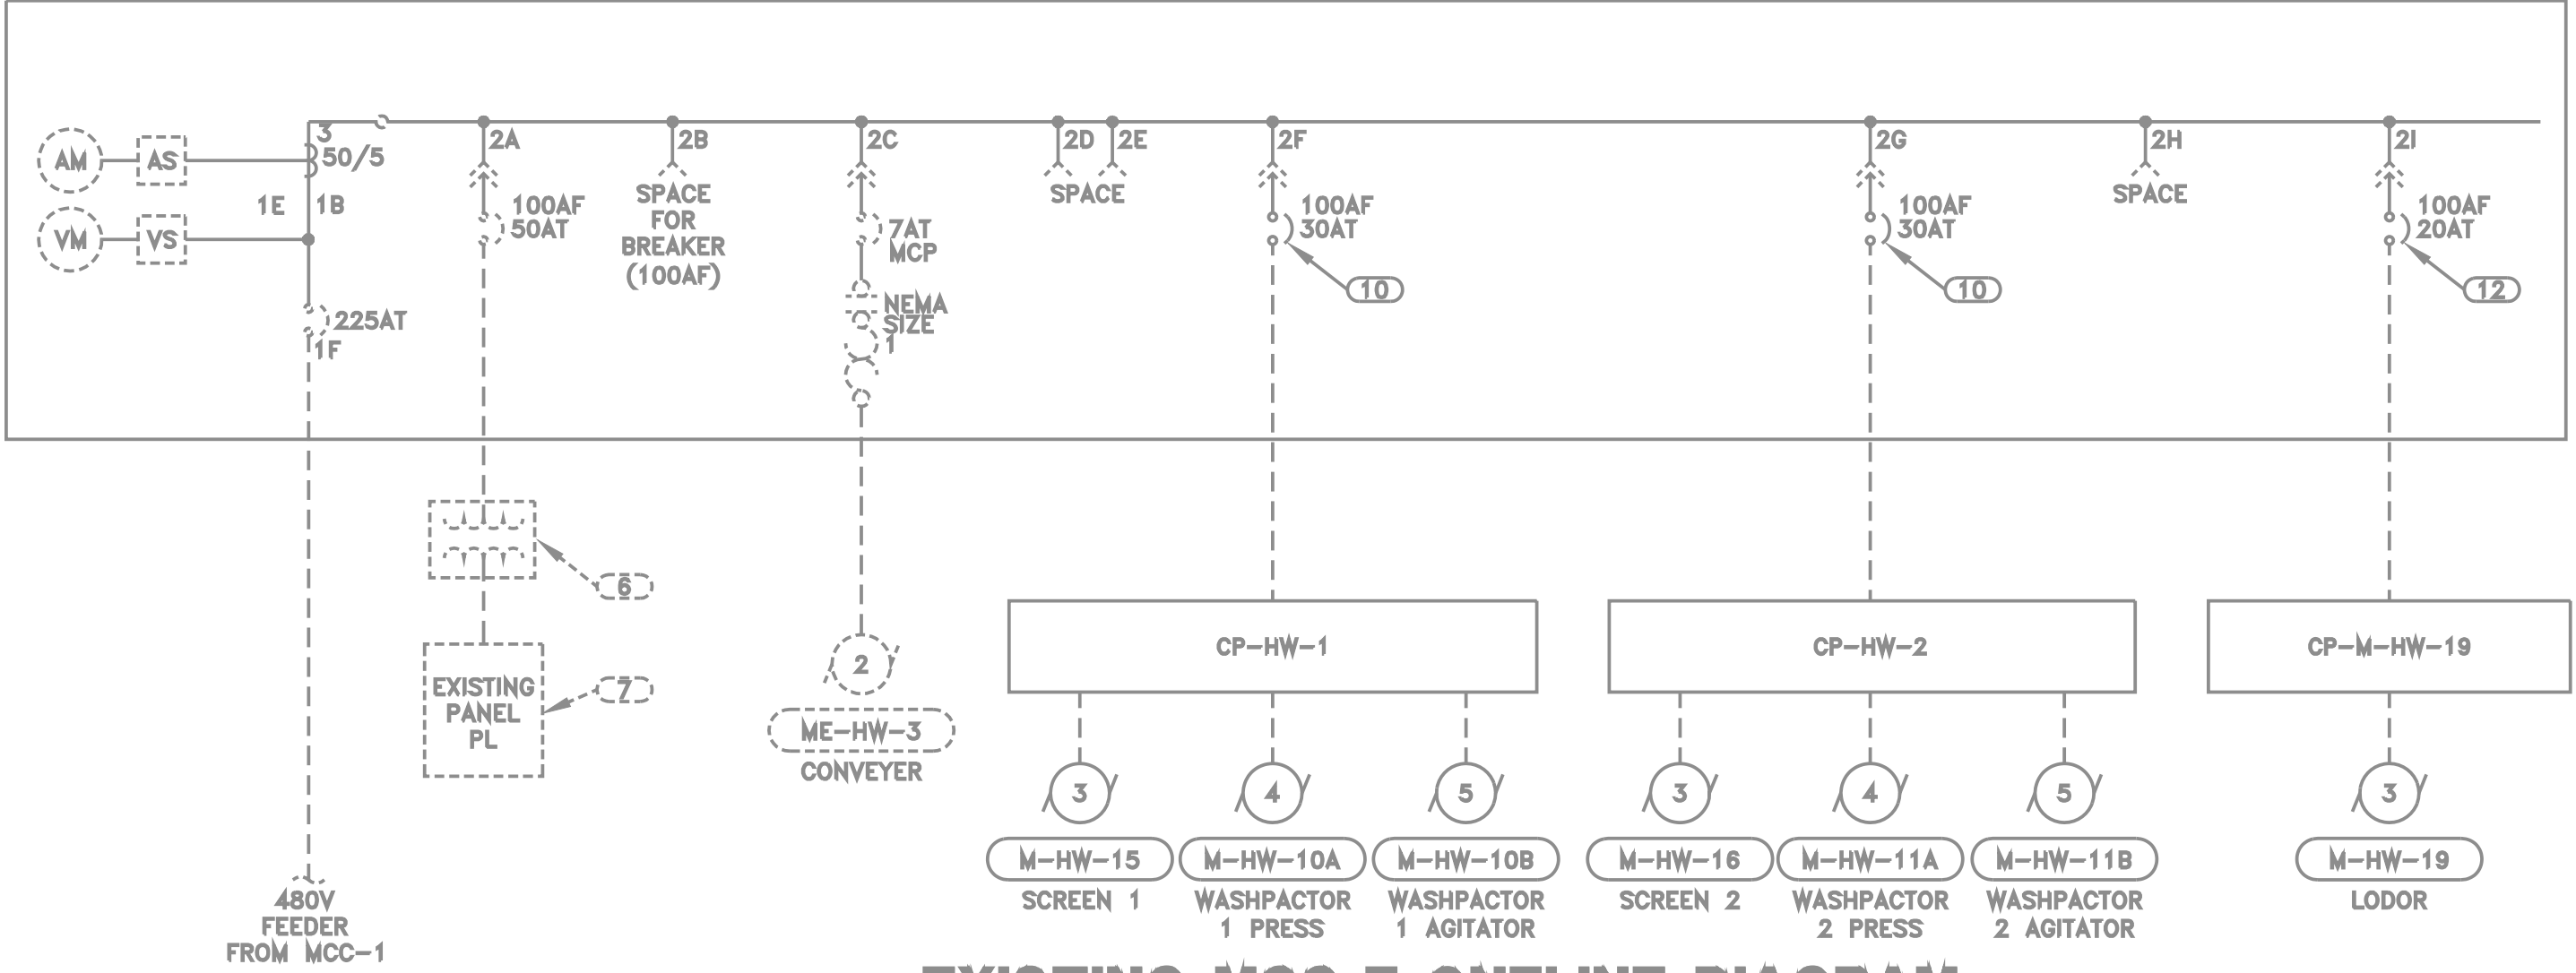 AM
AS
3
50/5
1E
1B
VM
VS
225AT
1F
480V
FEEDER
FROM MCC-1
2A
100AF
50AT
6
EXISTING
PANEL
PL
7
2B
SPACE
FOR
BREAKER
(100AF)
2C
7AT
MCP
NEMA
SIZE
1
2
ME-HW-3
CONVEYER
2D
2E
SPACE
2F
100AF
30AT
10
CP-HW-1
3
M-HW-15
SCREEN 1
4
M-HW-10A
WASHPACTOR
1 PRESS
5
M-HW-10B
WASHPACTOR
1 AGITATOR
2G
100AF
30AT
10
CP-HW-2
3
M-HW-16
SCREEN 2
4
M-HW-11A
WASHPACTOR
2 PRESS
5
M-HW-11B
WASHPACTOR
2 AGITATOR
2H
SPACE
2I
100AF
20AT
12
CP-M-HW-19
3
M-HW-19
LODOR
EXISTING DIAGRAM